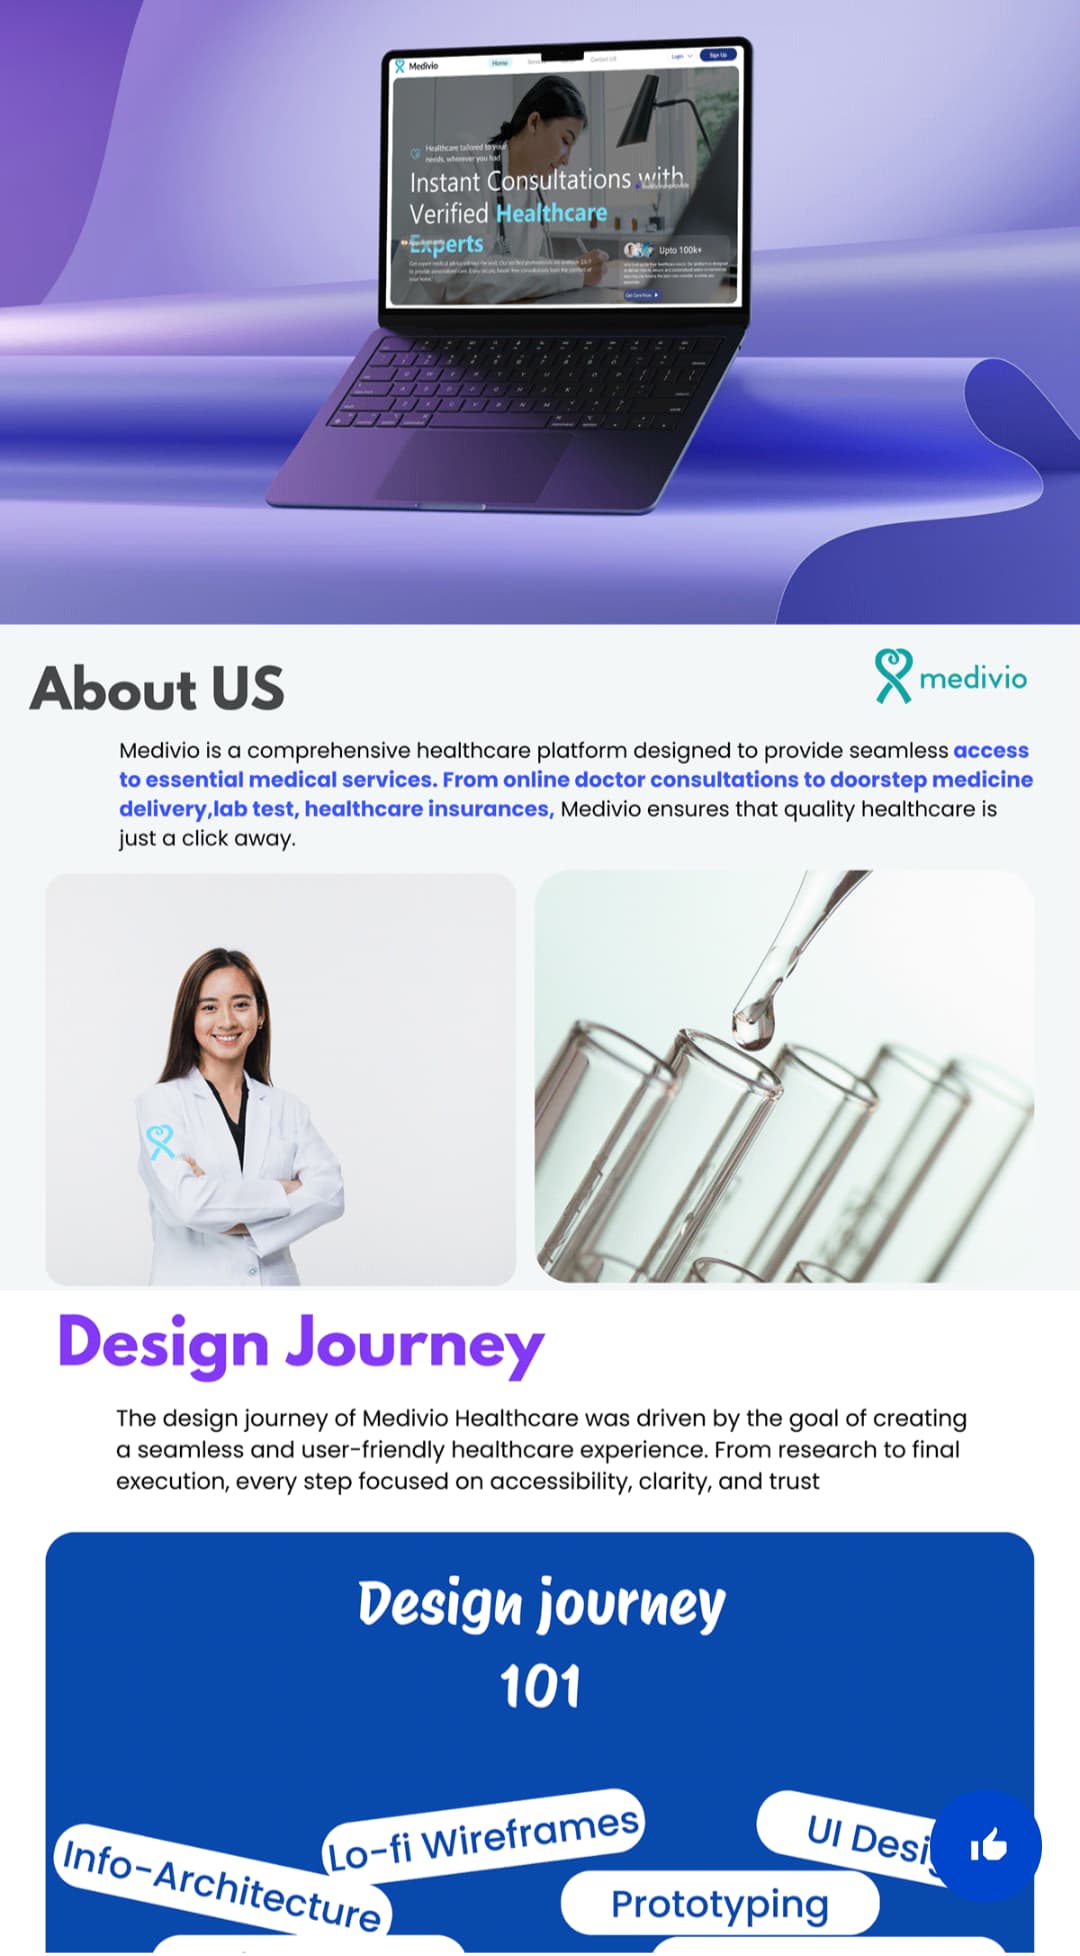 Medivio
Home
Contact US
Login
Sign Up
Healthcare tailored to your
needs, wherever you had
Instant Consultations with
Verified Healthcare
Experts
Upto 100k+
Get Care Now
About US
medivio
Medivio is a comprehensive healthcare platform designed to provide seamless access
to essential medical services. From online doctor consultations to doorstep medicine
delivery,lab test, healthcare insurances, Medivio ensures that quality healthcare is
just a click away.
Design Journey
The design journey of Medivio Healthcare was driven by the goal of creating
a seamless and user-friendly healthcare experience. From research to final
execution, every step focused on accessibility, clarity, and trust
Design journey
101
Lo-fi Wireframes
UI Desi
Info-Architecture
Prototyping